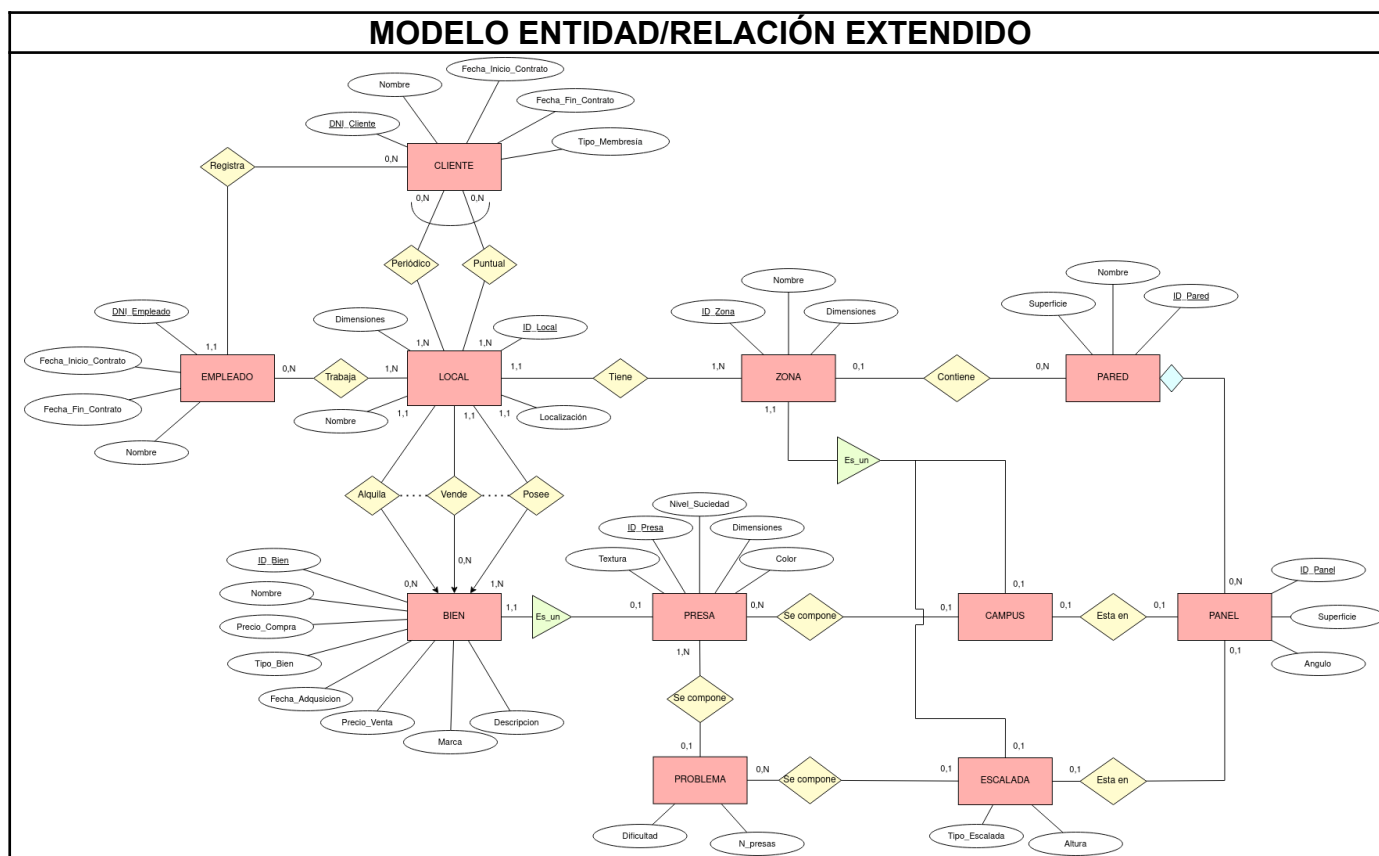 MODELO ENTIDAD/RELACIÓN EXTENDIDO
Fecha_Inicio_Contrato
Nombre
Fecha_Fin_Contrato
DNI_Cliente
Tipo_Membresía
Registra
0,N
CLIENTE
0,N
0,N
Periódico
Puntual
Nombre
Nombre
ID_Pared
Superficie
DNI_Empleado
Dimensiones
ID_Local
ID_Zona
Dimensiones
1,1
1,N
1,N
Fecha_Inicio_Contrato
EMPLEADO
0,N
Trabaja
1,N
LOCAL
1,1
Tiene
1,N
ZONA
0,1
Contiene
0,N
PARED
Fecha_Fin_Contrato
Nombre
1,1
1,1
1,1
Localización
1,1
Nombre
Es_un
Alquila
Vende
Posee
Nivel_Suciedad
ID_Presa
Dimensiones
Textura
Color
ID_Bien
0,N
0,N
1,N
ID_Panel
Nombre
0,1
0,N
BIEN
1,1
Es_un
0,1
PRESA
0,N
Se compone
0,1
CAMPUS
0,1
Esta en
0,1
PANEL
Superficie
Precio_Compra
1,N
0,1
Tipo_Bien
Angulo
Fecha_Adqusicion
Se compone
Precio_Venta
Descripcion
Marca
0,1
0,1
PROBLEMA
0,N
Se compone
0,1
ESCALADA
0,1
Esta en
Dificultad
N_presas
Tipo_Escalada
Altura